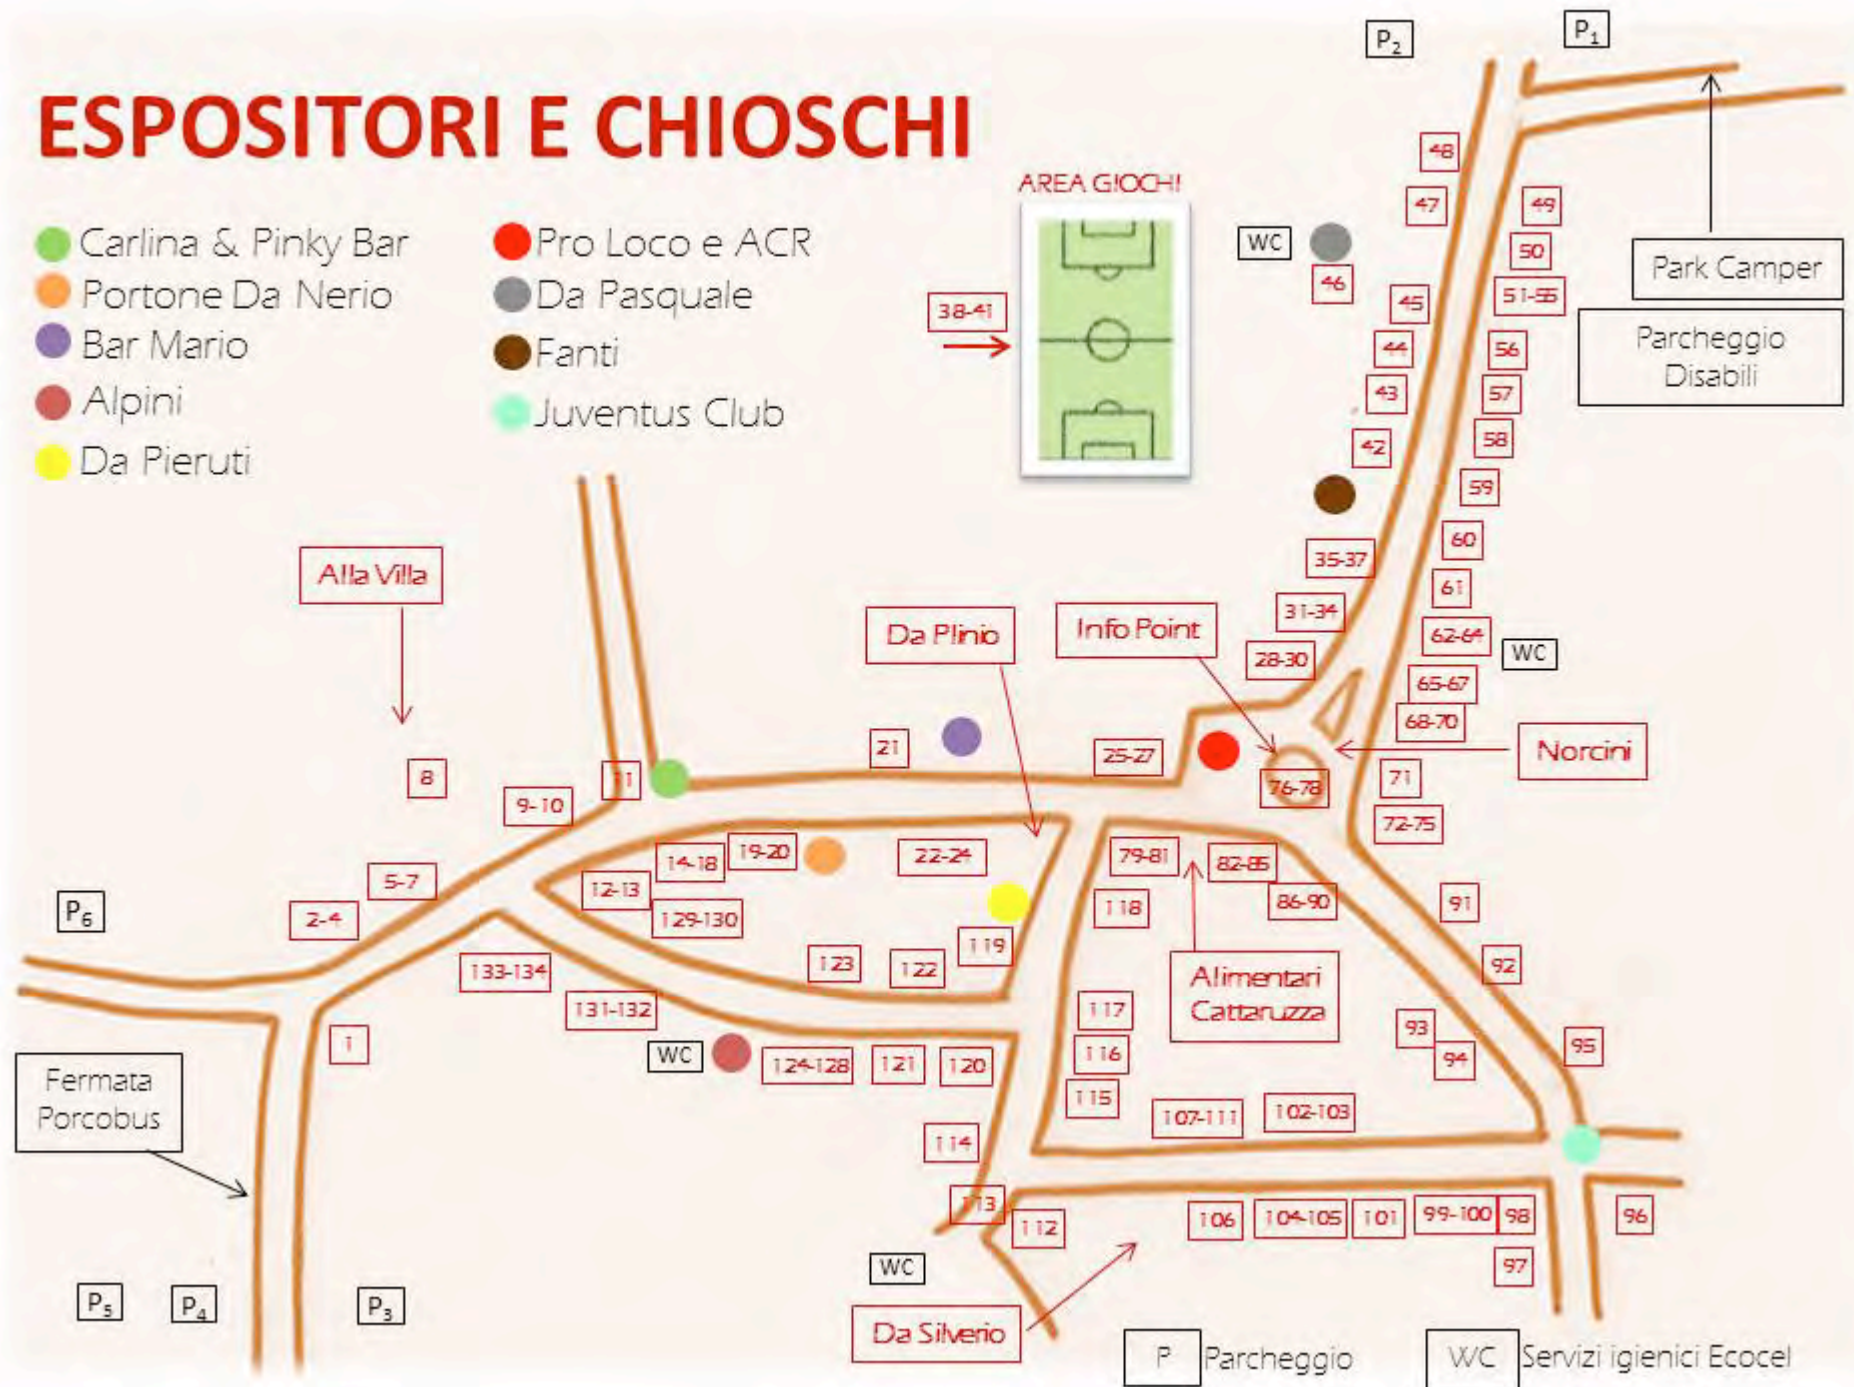 P2
P1
ESPOSITORI E CHIOSCHI
Carlina & Pinky Bar
Portone Da Nerio
Bar Mario
Alpini
Da Pieruti
Pro Loco e ACR
Da Pasquale
Fanti
Juventus Club
AREA GIOCHI
38-41
WC
46
48
47
45
44
43
42
35-37
31-34
28-30
49
50
51-55
56
57
58
59
60
61
62-64
WC
65-67
68-70
71
72-75
Park Camper
Parcheggio
Disabili
Alla Villa
Da Plinio
Info Point
Norcini
8
9-10
11
21
25-27
76-78
5-7
2-4
P6
12-13
14-18
19-20
22-24
79-81
82-85
86-90
91
92
129-130
118
119
123
122
133-134
131-132
1
WC
124-128
121
120
117
116
115
Alimentari
Cattaruzza
93
94
95
Fermata
Porcobus
107-111
102-103
114
113
112
106
104-105
101
99-100
98
97
96
WC
Da Silverio
P5
P4
P3
P
Parcheggio
WC
Servizi igienici Ecocel